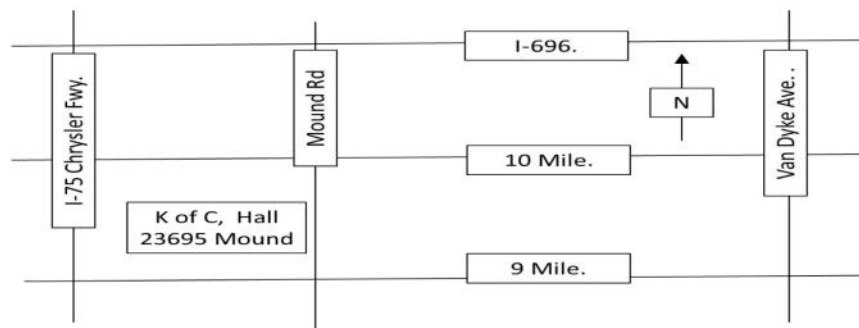 I-696.
I-75 Chrysler Fwy.
Mound Rd
N
Van Dyke Ave. .
10 Mile.
K of C, Hall
23695 Mound
9 Mile.